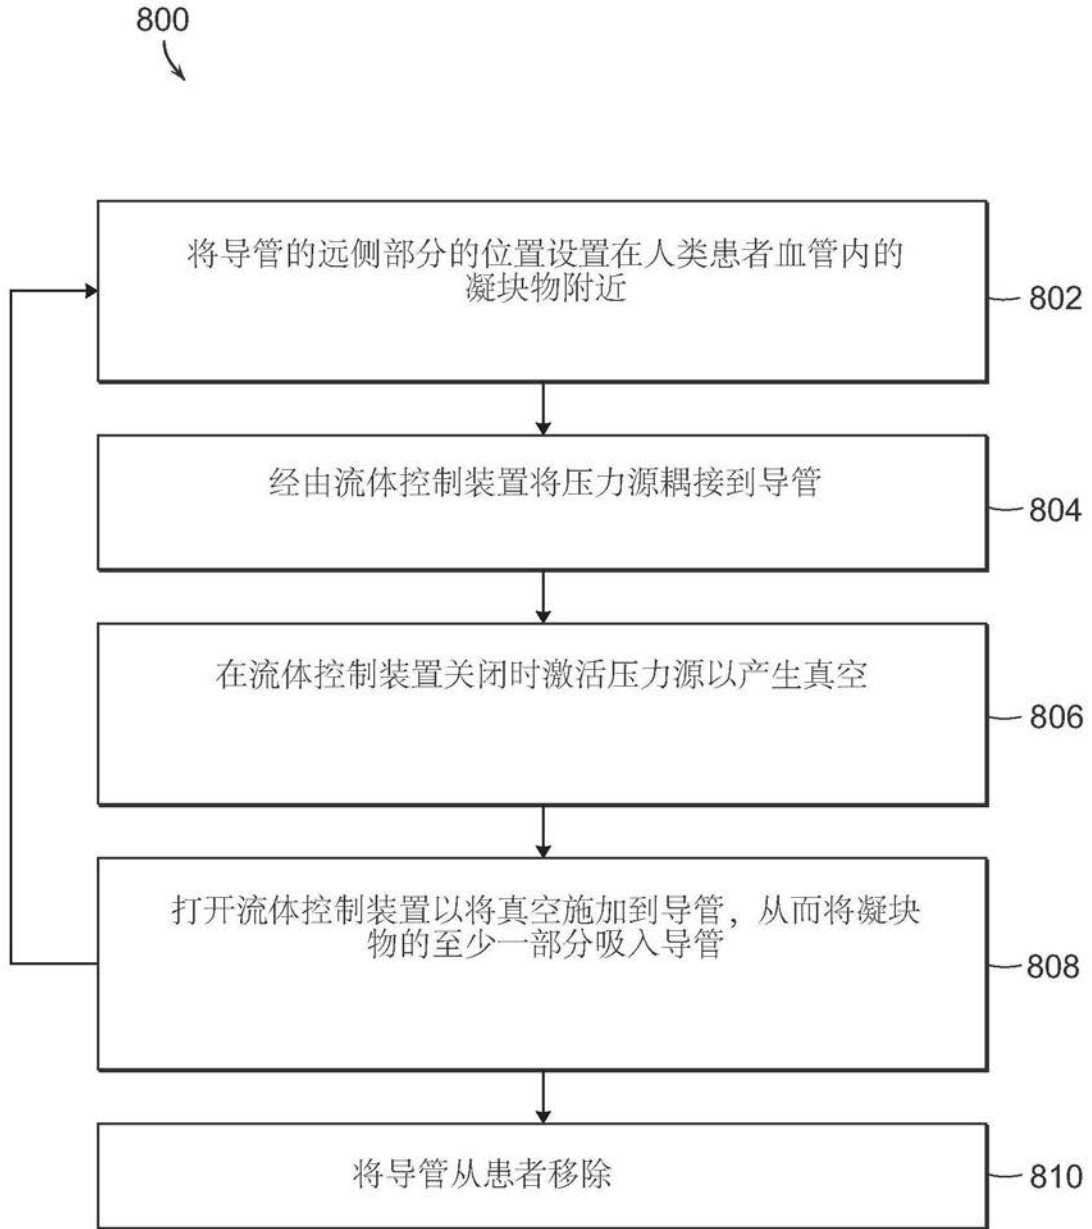 800
将导管的远侧部分的位置设置在人类患者血管内的
凝块物附近
802
经由流体控制装置将压力源耦接到导管
804
在流体控制装置关闭时激活压力源以产生真空
806
打开流体控制装置以将真空施加到导管，从而将凝块
物的至少一部分吸入导管
808
将导管从患者移除
810